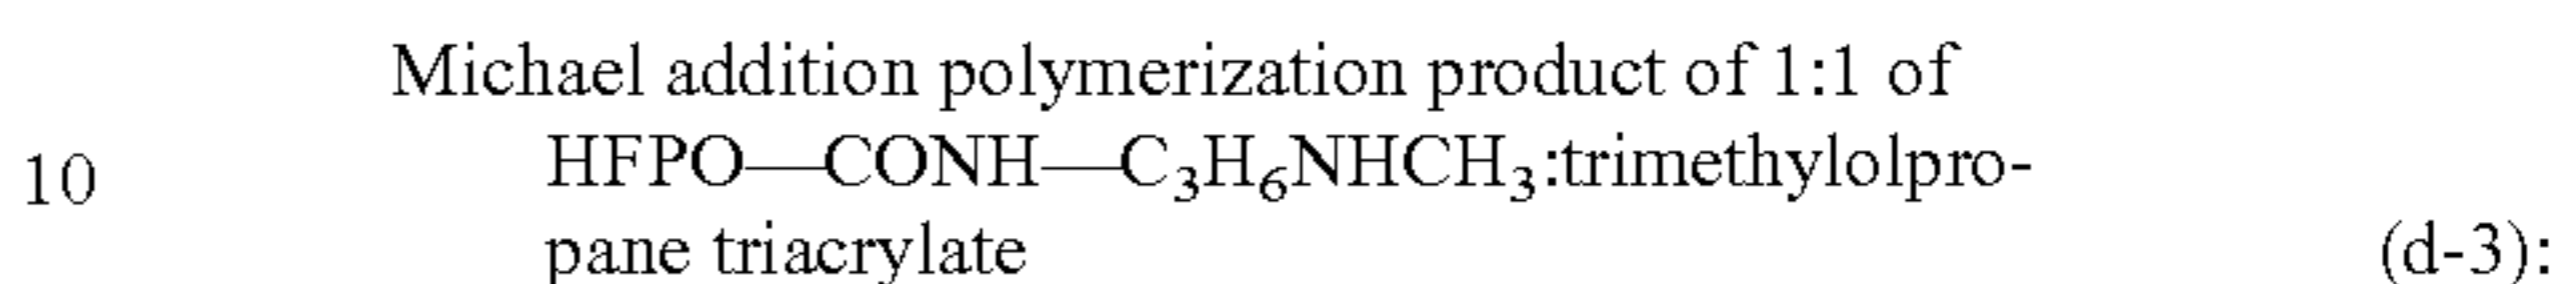 Michael addition polymerization product of 1:1 of
10 HFPO—CONH—C₃H₆NHCH₃:trimethylolpro-
pane triacrylate (d-3):